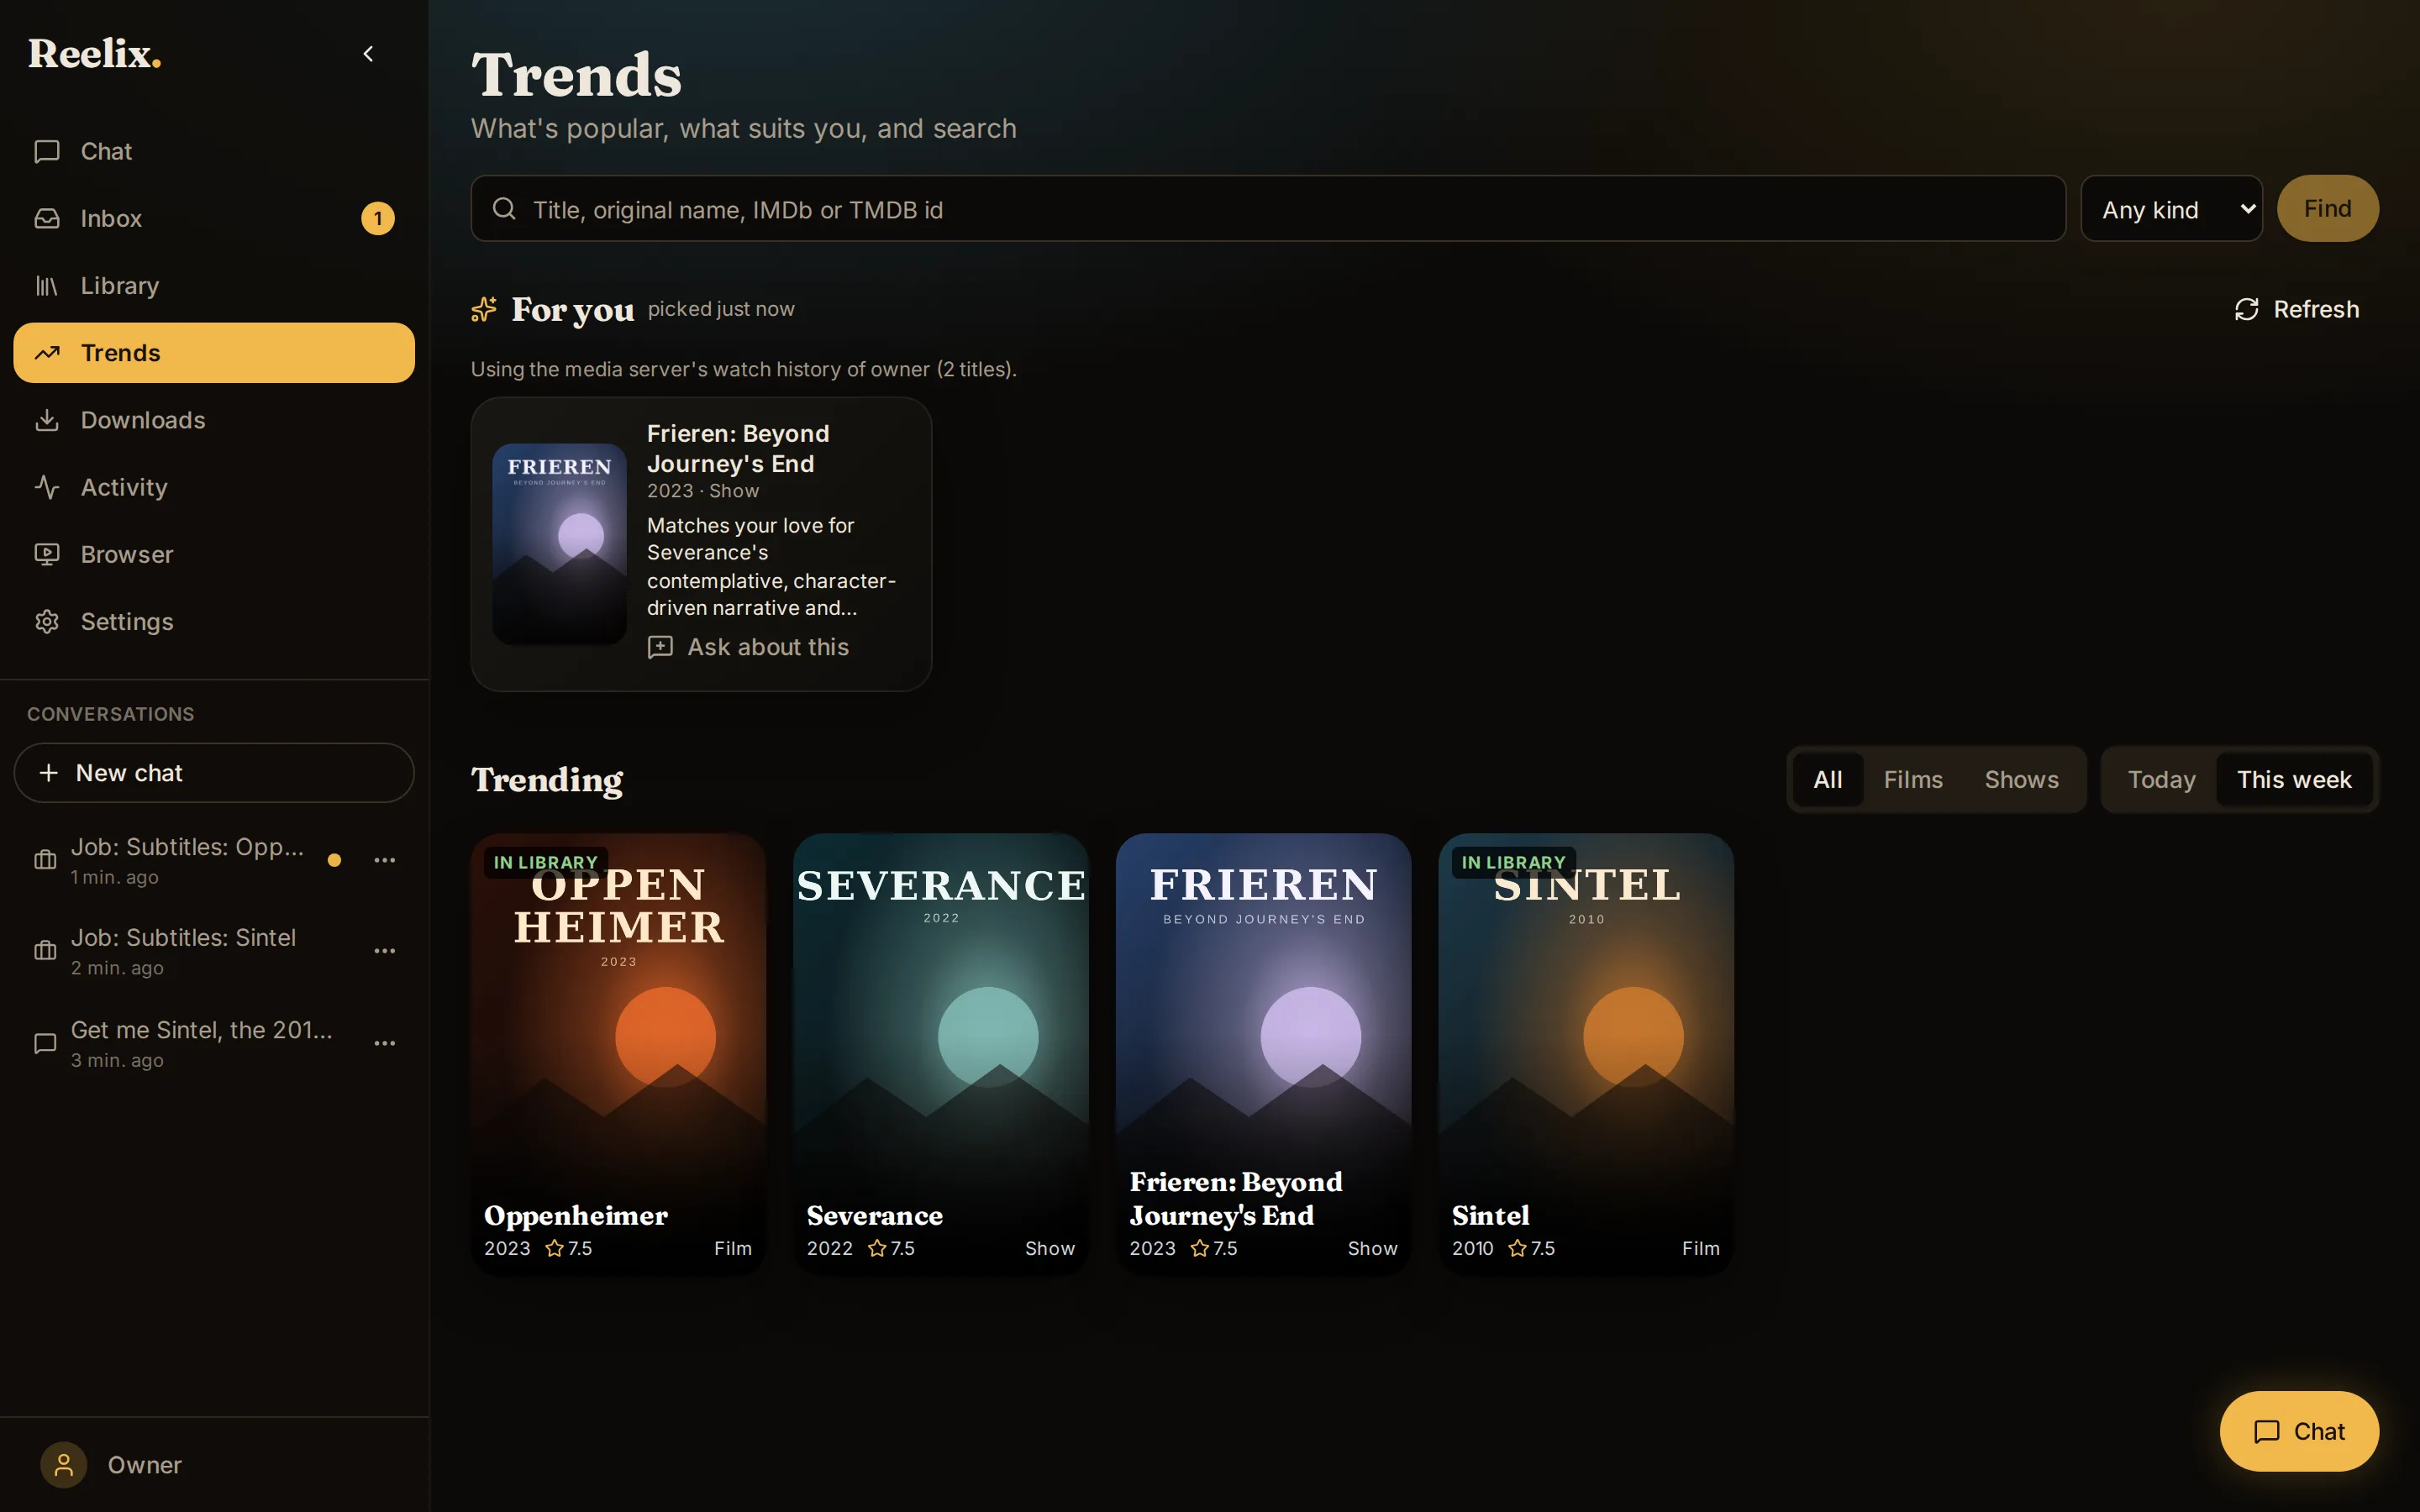 Reelix.
Chat
Inbox
1
Library
Trends
Downloads
Activity
Browser
Settings
CONVERSATIONS
New chat
Job: Subtitles: Opp...
1 min. ago
Job: Subtitles: Sintel
2 min. ago
Get me Sintel, the 201...
3 min. ago
Owner
Trends
What's popular, what suits you, and search
Title, original name, IMDb or TMDB id
Any kind
Find
For you
picked just now
Refresh
Using the media server's watch history of owner (2 titles).
FRIEREN
BEYOND JOURNEY'S END
Frieren: Beyond
Journey's End
2023 · Show
Matches your love for
Severance's
contemplative, character-
driven narrative and...
Ask about this
Trending
All
Films
Shows
Today
This week
IN LIBRARY
OPPEN
HEIMER
2023
Oppenheimer
2023 7.5 Film
SEVERANCE
2022
Severance
2022 7.5 Show
FRIEREN
BEYOND JOURNEY'S END
Frieren: Beyond
Journey's End
2023 7.5 Show
IN LIBRARY
SINTEL
2010
Sintel
2010 7.5 Film
Chat